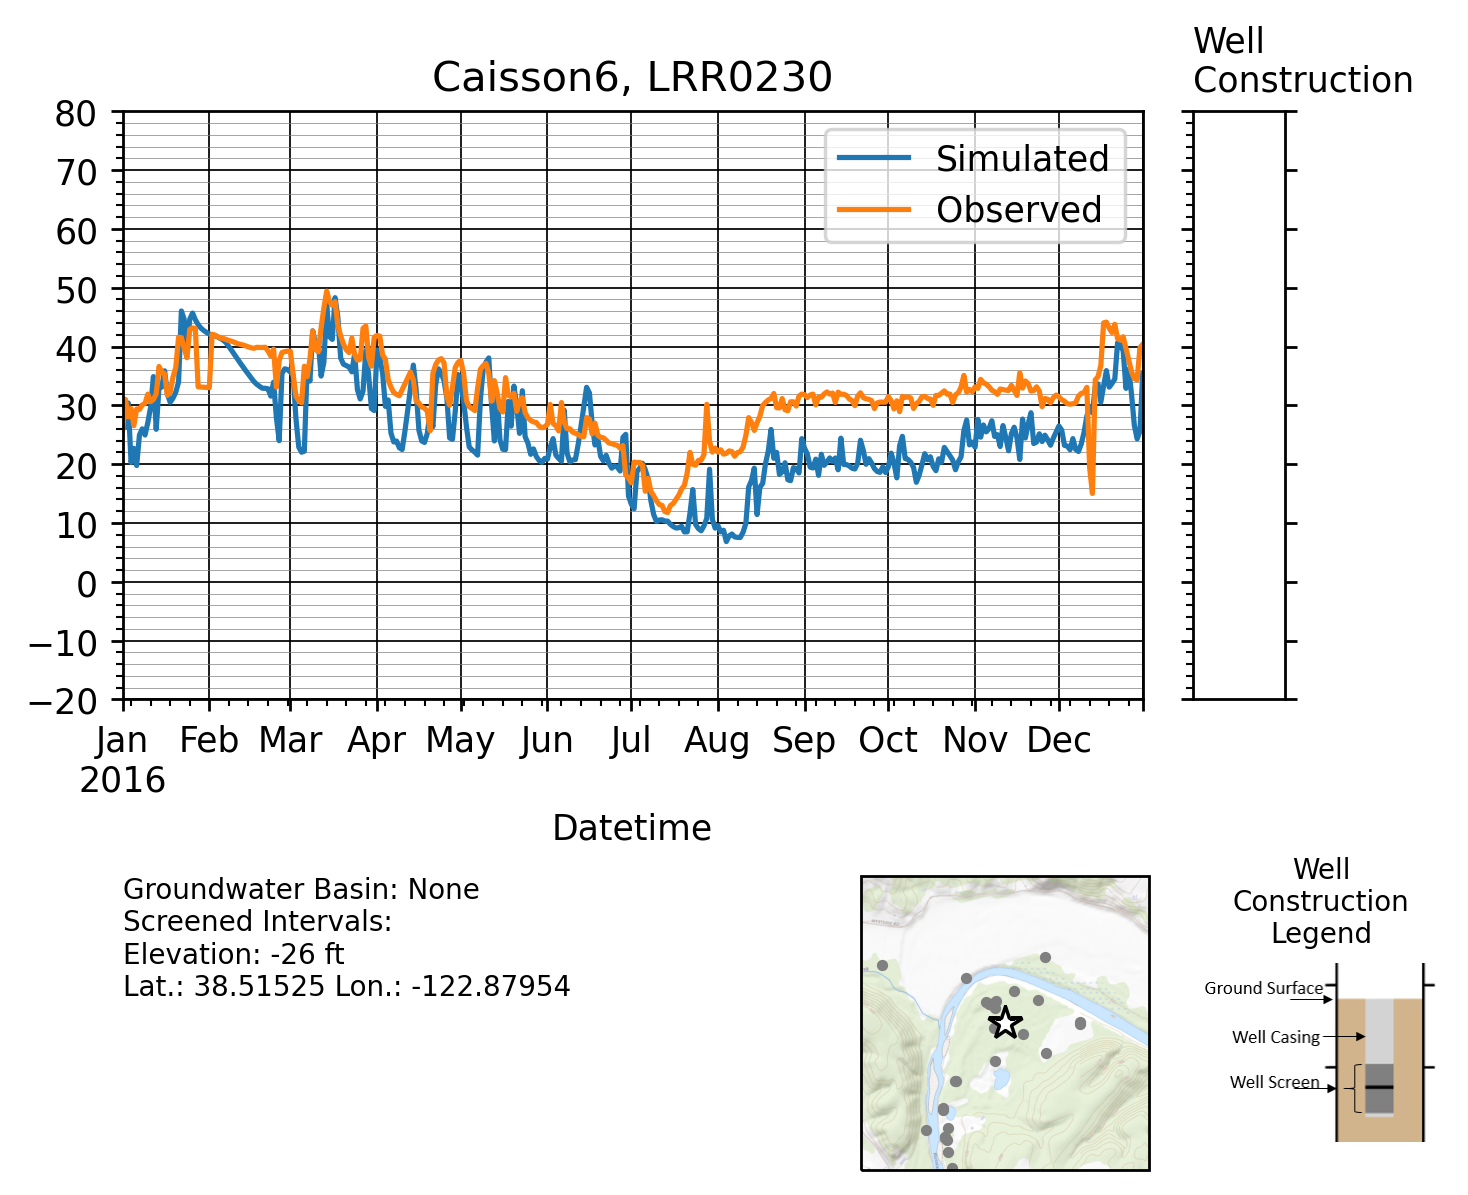 Well
Construction
Caisson6, LRR0230
80
70
60
50
40
30
20
10
0
−10
−20
Simulated
Observed
Jan Feb Mar Apr May Jun Jul Aug Sep Oct Nov Dec
2016
Datetime
Groundwater Basin: None
Screened Intervals:
Elevation: -26 ft
Lat.: 38.51525 Lon.: -122.87954
Well
Construction
Legend
Ground Surface
Well Casing
Well Screen